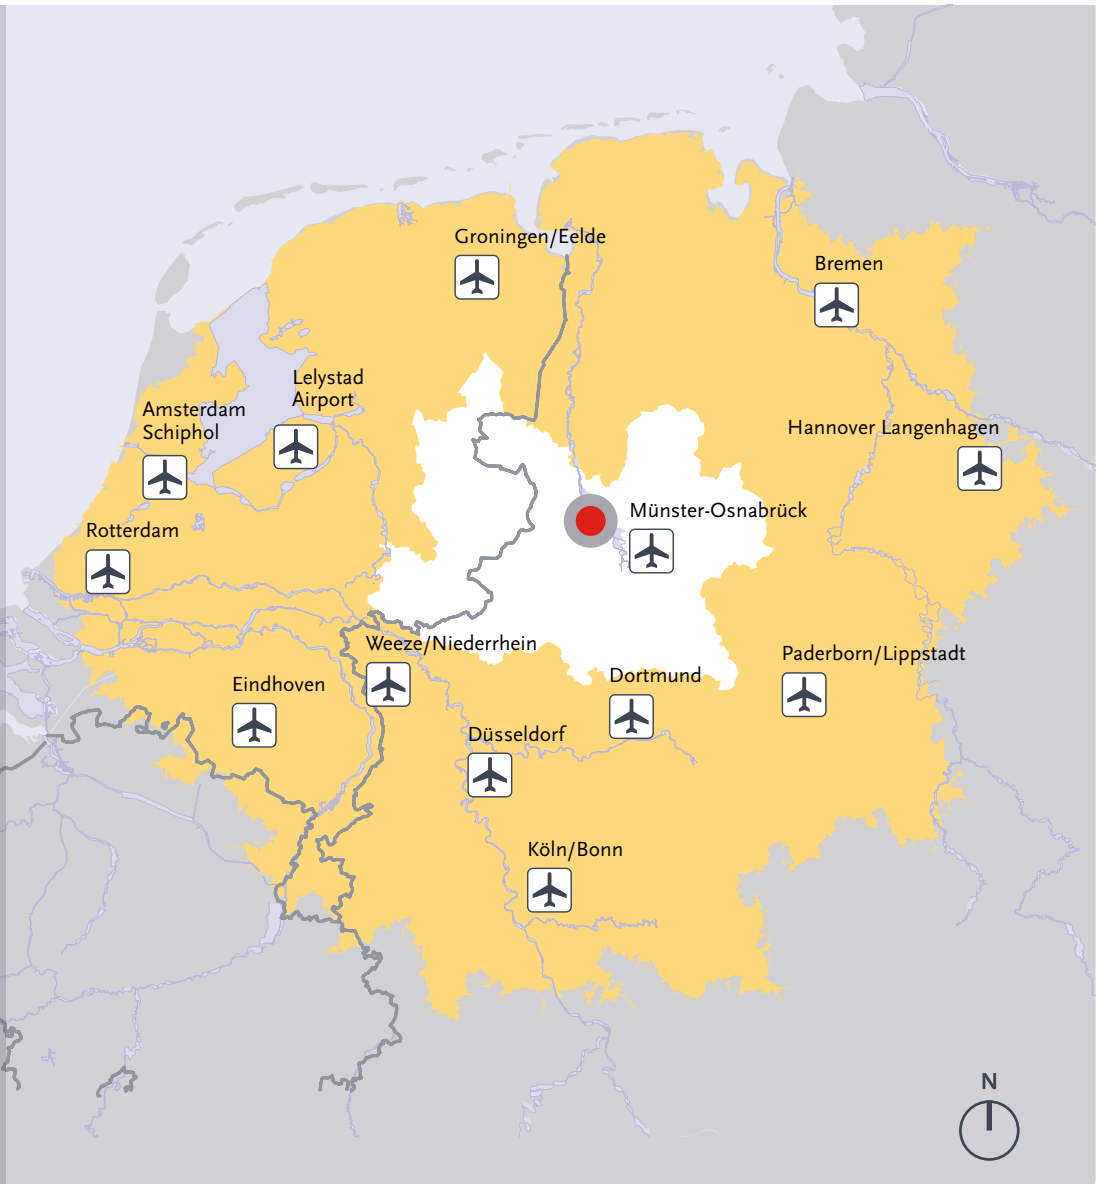 Groningen/Eelde
Bremen
Lelystad
Airport
Amsterdam
Schiphol
Hannover Langenhagen
Münster-Osnabrück
Rotterdam
Weeze/Niederrhein
Paderborn/Lippstadt
Eindhoven
Dortmund
Düsseldorf
Köln/Bonn
N